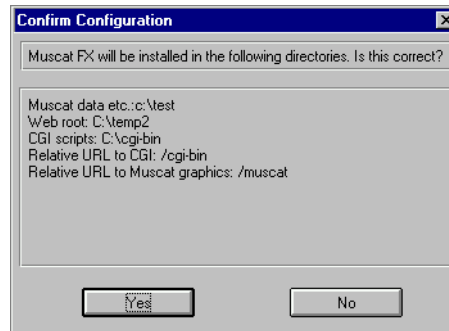 Confirm Configuration
Muscat FX will be installed in the following directories. Is this correct?
Muscat data etc.:c:\test
Web root: C:\temp2
CGI scripts: C:\cgi-bin
Relative URL to CGI: /cgi-bin
Relative URL to Muscat graphics: /muscat
Yes
No